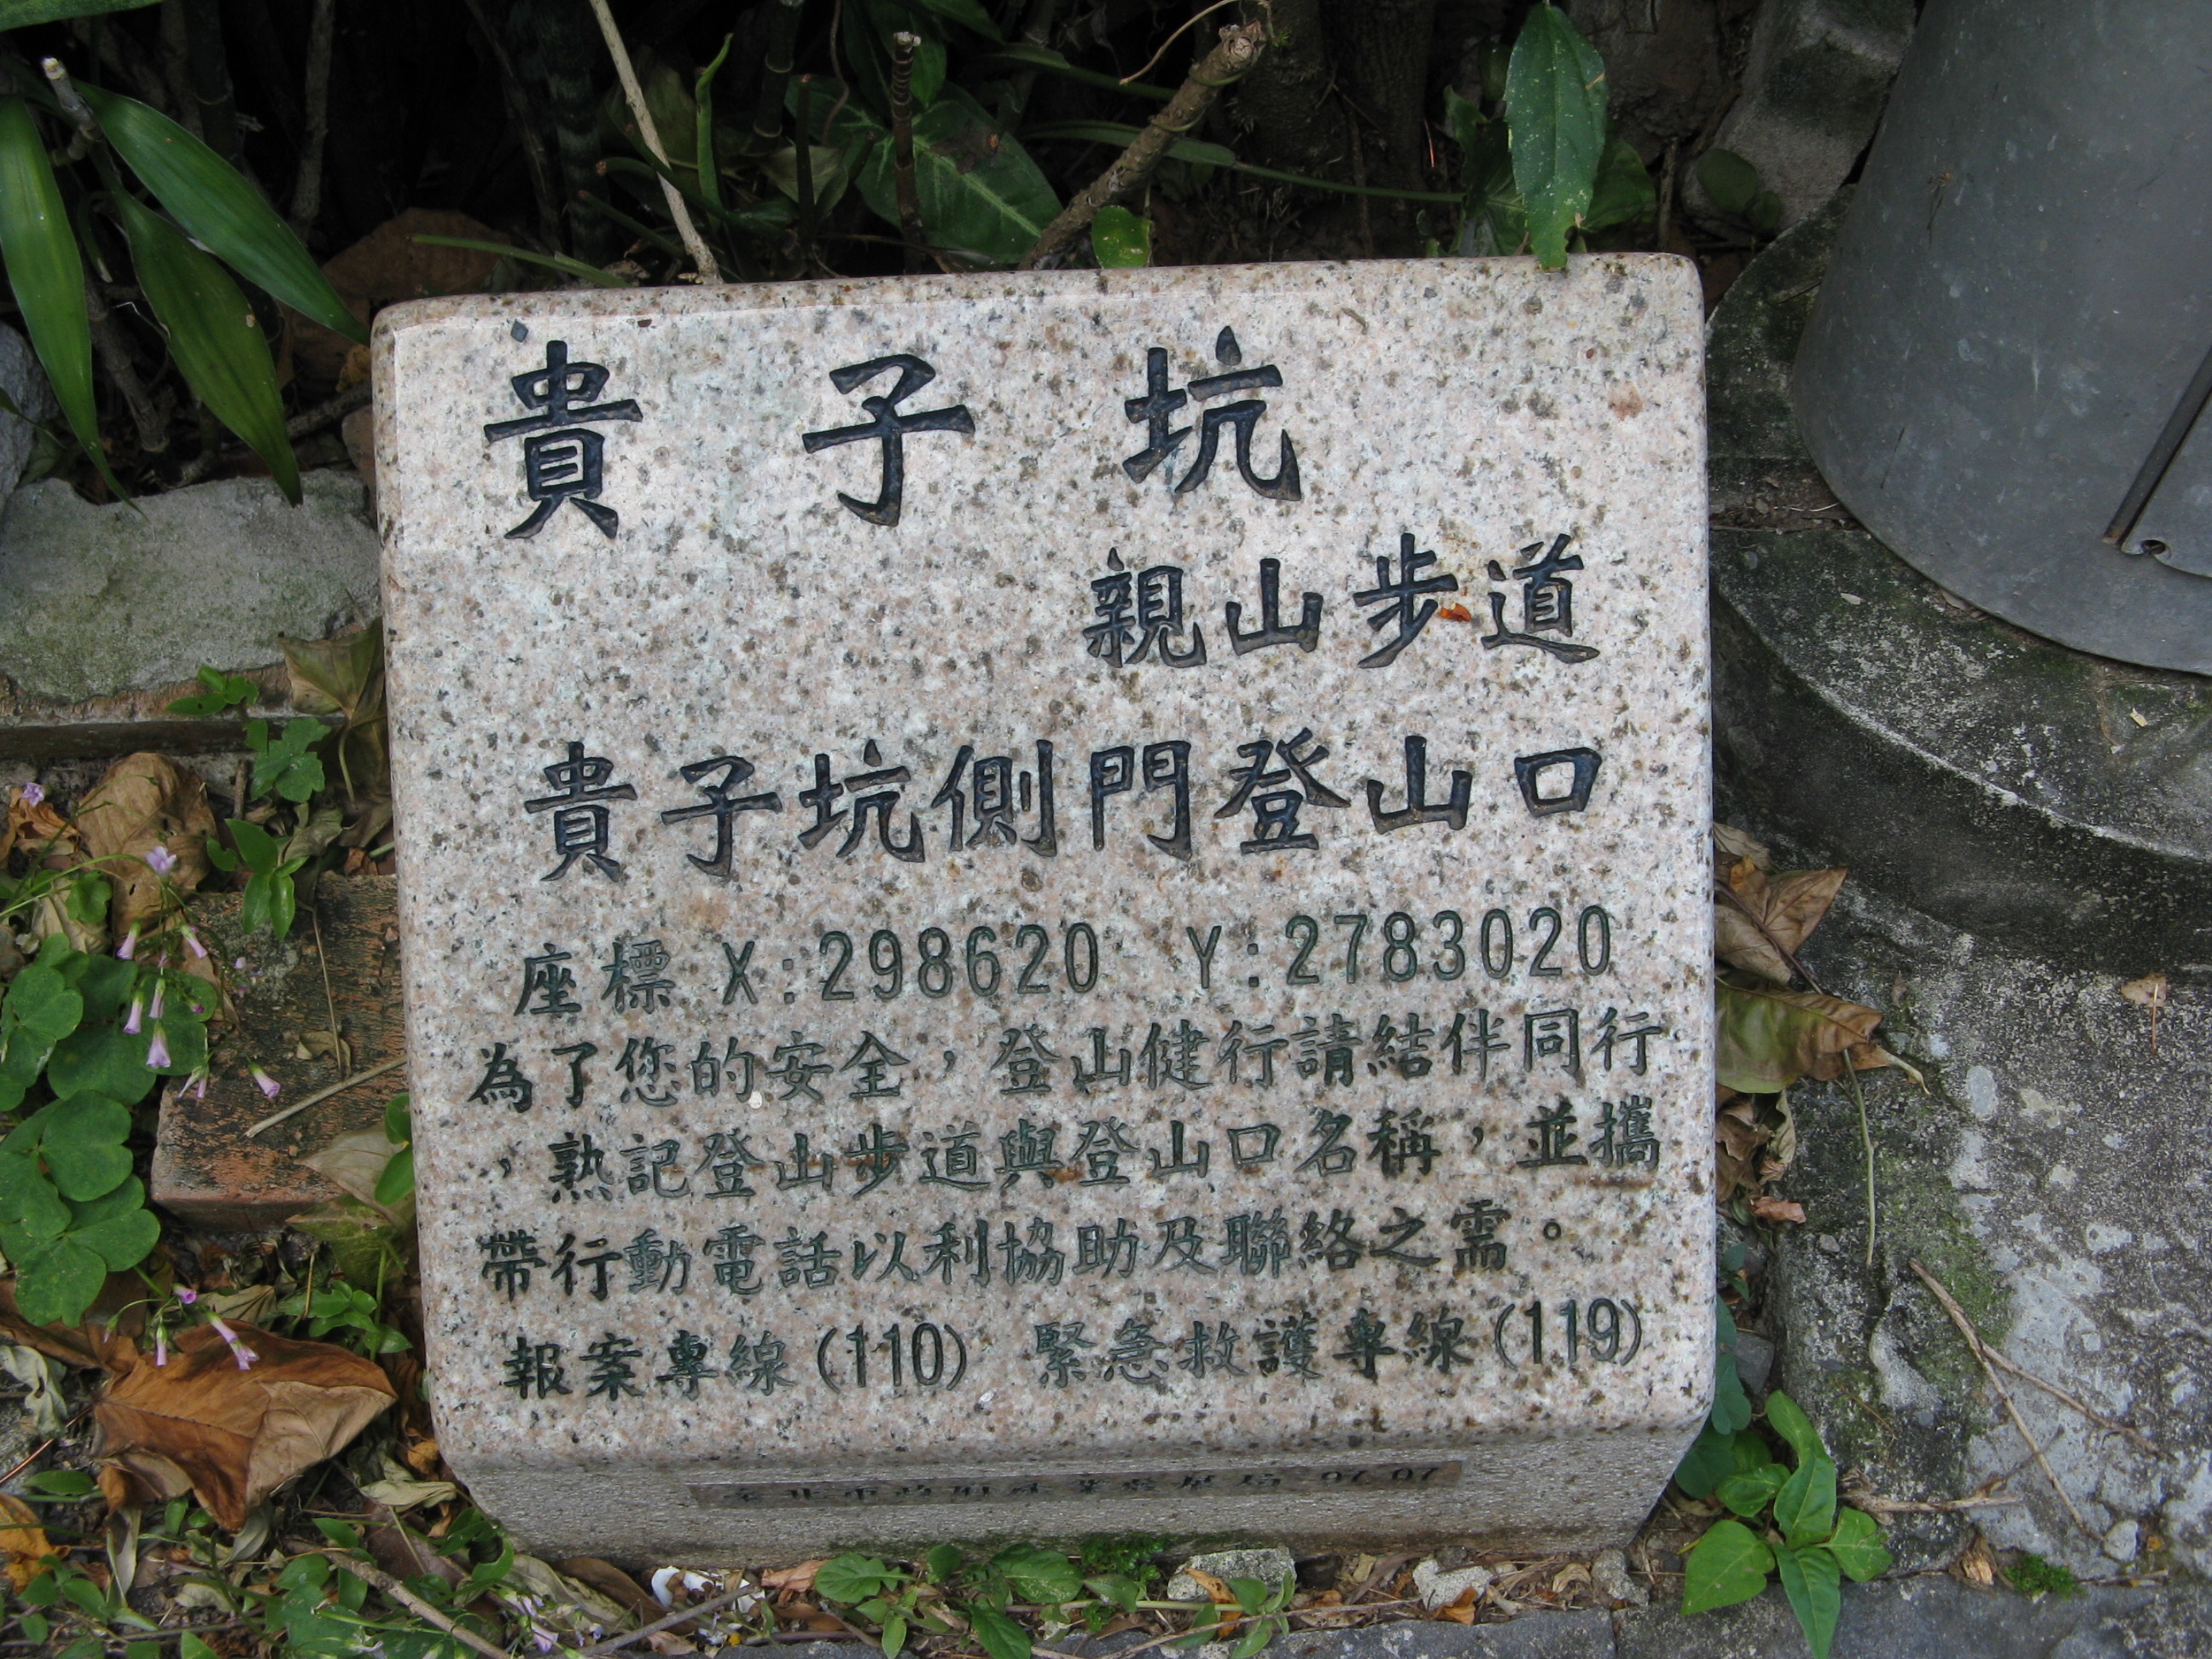 貴子坑
親山步道
貴子坑側門登山口
座標 X:298620 Y:2783020
為了您的安全，登山健行請結伴同行
，熟記登山步道與登山口名稱，並攜
帶行動電話以利協助及聯絡之需。
報案專線(110) 緊急救護專線(119)